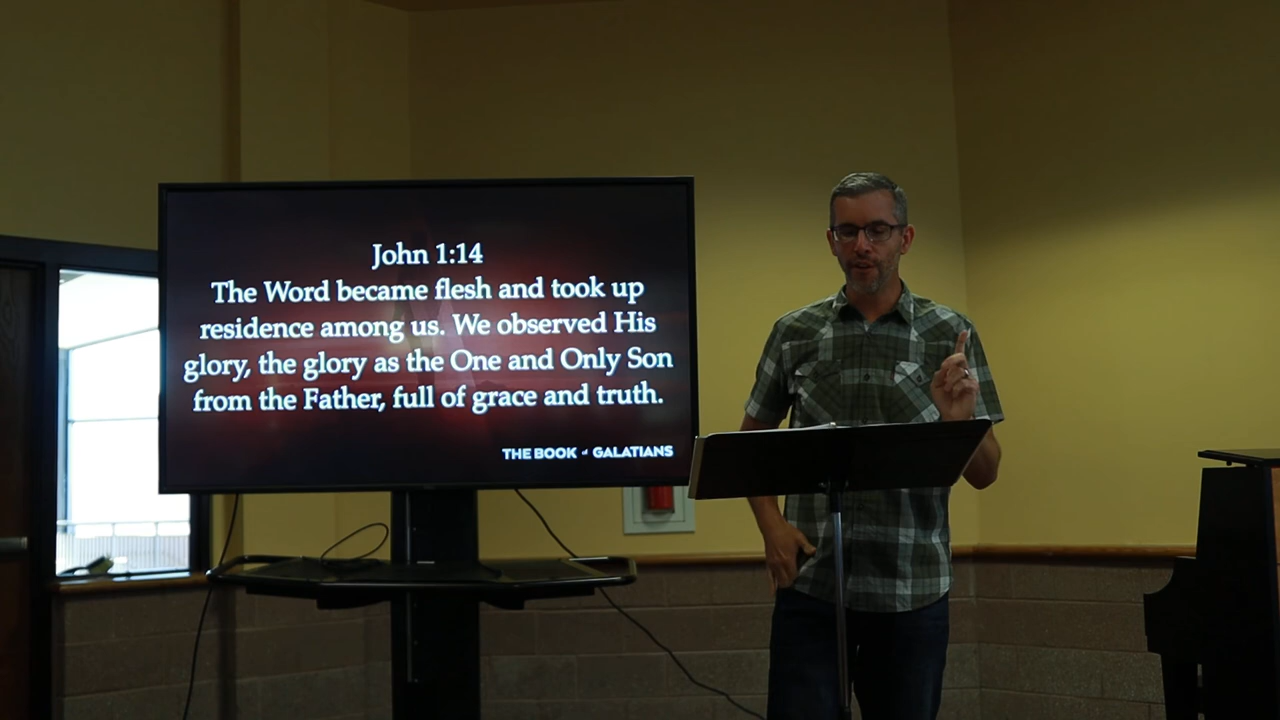 John 1:14
The Word became flesh and took up
residence among us. We observed His
glory, the glory as the One and Only Son
from the Father, full of grace and truth.
THE BOOK of GALATIANS